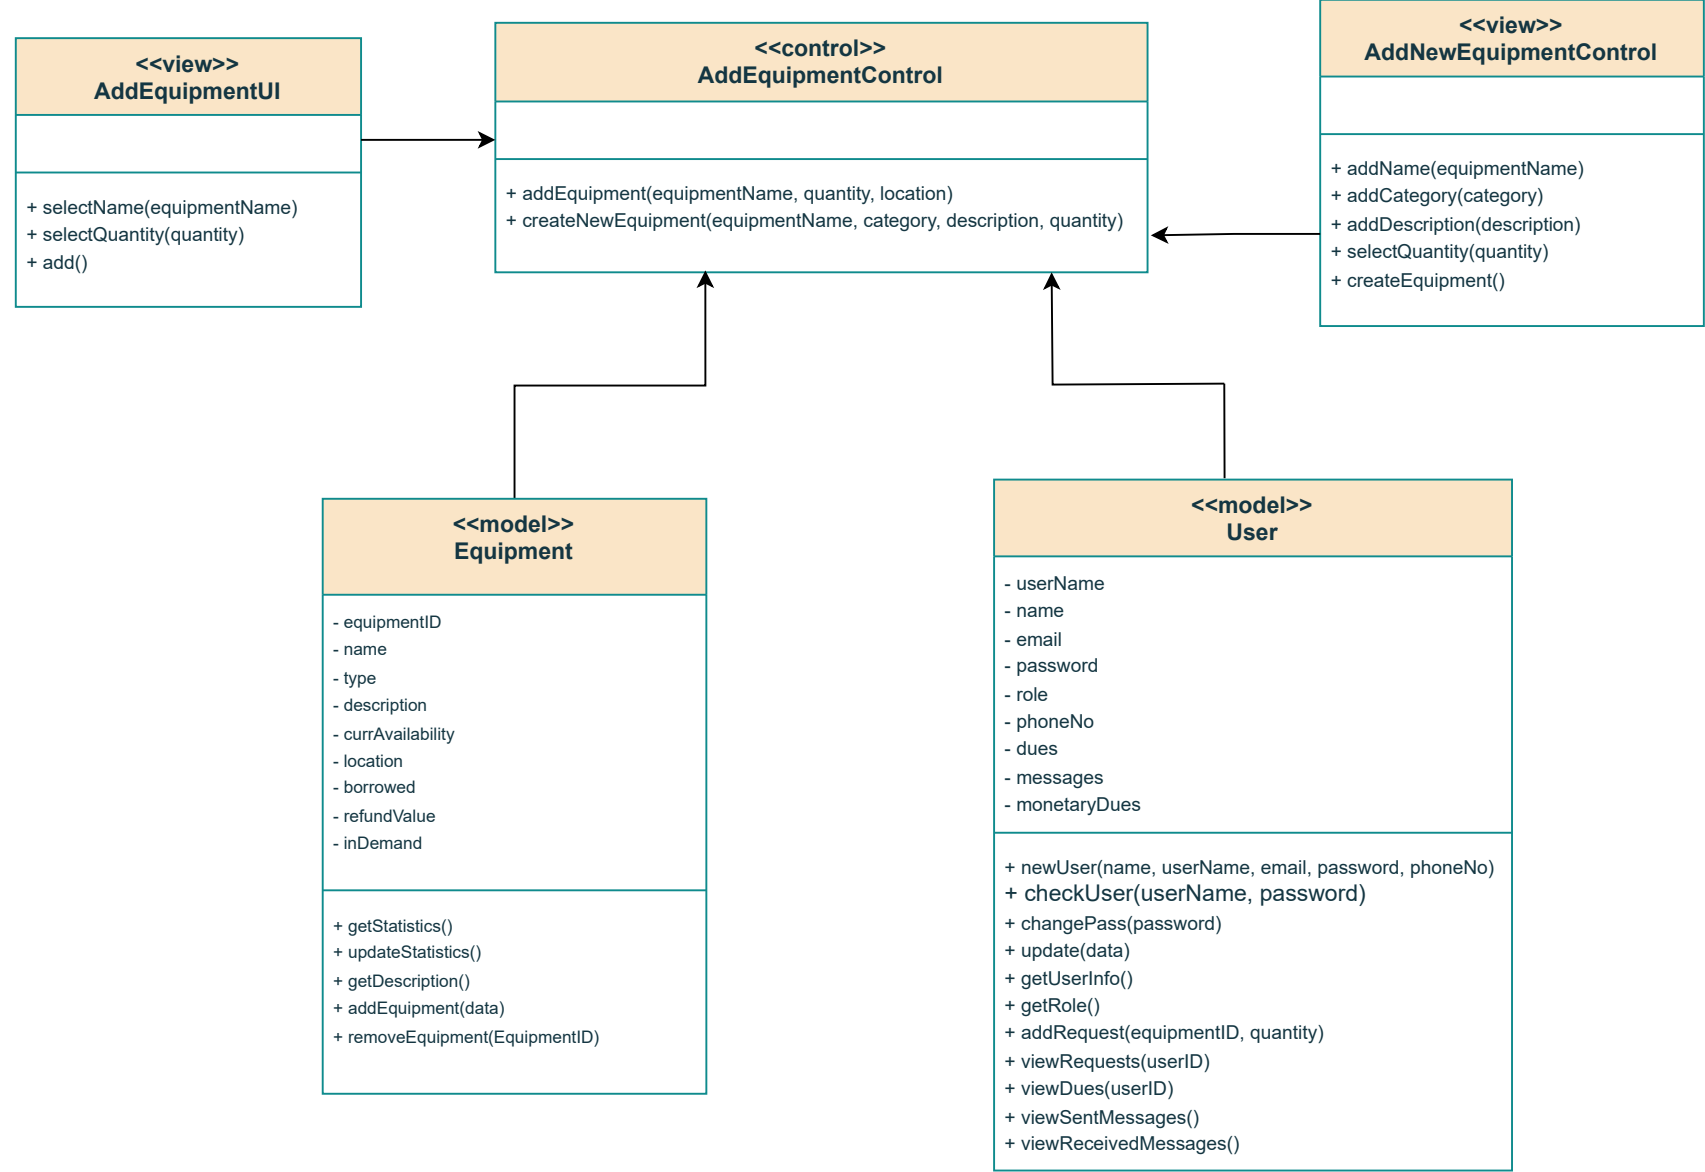 <<view>>
AddEquipmentUI
+ selectName(equipmentName)
+ selectQuantity(quantity)
+ add()
<<control>>
AddEquipmentControl
+ addEquipment(equipmentName, quantity, location)
+ createNewEquipment(equipmentName, category, description, quantity)
<<view>>
AddNewEquipmentControl
+ addName(equipmentName)
+ addCategory(category)
+ addDescription(description)
+ selectQuantity(quantity)
+ createEquipment()
<<model>>
Equipment
- equipmentID
- name
- type
- description
- currAvailability
- location
- borrowed
- refundValue
- inDemand
+ getStatistics()
+ updateStatistics()
+ getDescription()
+ addEquipment(data)
+ removeEquipment(EquipmentID)
<<model>>
User
- userName
- name
- email
- password
- role
- phoneNo
- dues
- messages
- monetaryDues
+ newUser(name, userName, email, password, phoneNo)
+ checkUser(userName, password)
+ changePass(password)
+ update(data)
+ getUserInfo()
+ getRole()
+ addRequest(equipmentID, quantity)
+ viewRequests(userID)
+ viewDues(userID)
+ viewSentMessages()
+ viewReceivedMessages()